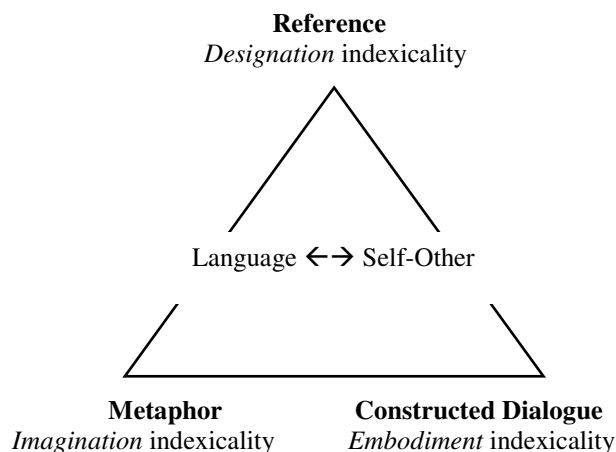 Reference
Designation indexicality
Language ←→ Self-Other
Metaphor
Imagination indexicality
Constructed Dialogue
Embodiment indexicality